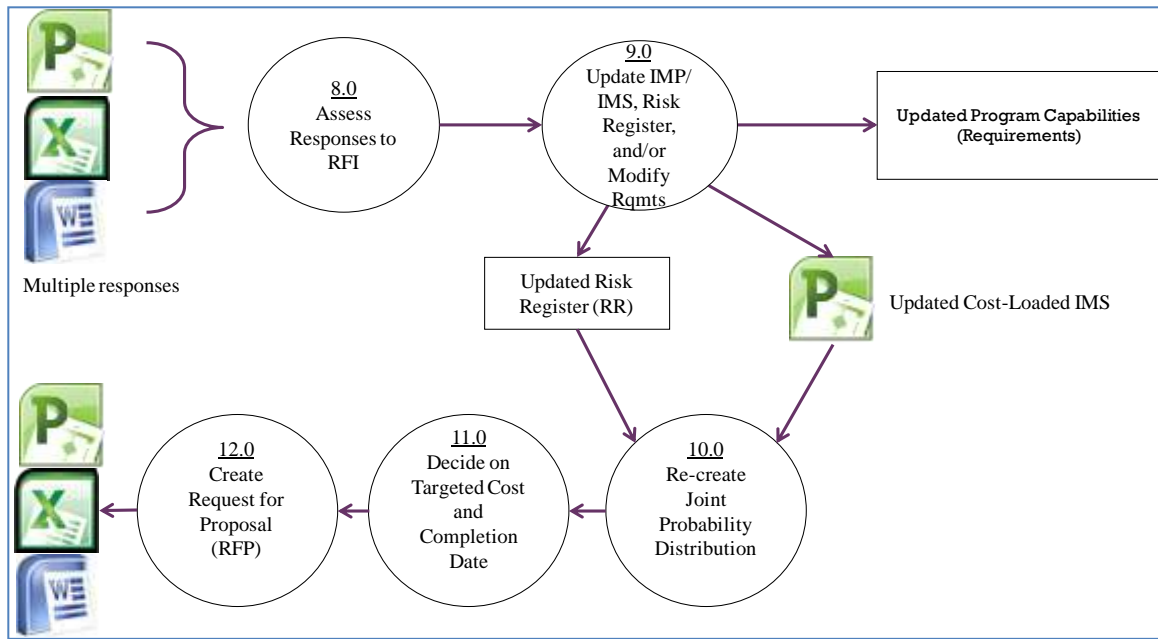 P
X
W
Multiple responses
8.0
Assess
Responses to
RFI
9.0
Update IMP/
IMS, Risk
Register,
and/or
Modify
Rqmts
Updated Program Capabilities
(Requirements)
Updated Risk
Register (RR)
P
Updated Cost-Loaded IMS
P
X
W
12.0
Create
Request for
Proposal
(RFP)
11.0
Decide on
Targeted Cost
and
Completion
Date
10.0
Re-create
Joint
Probability
Distribution